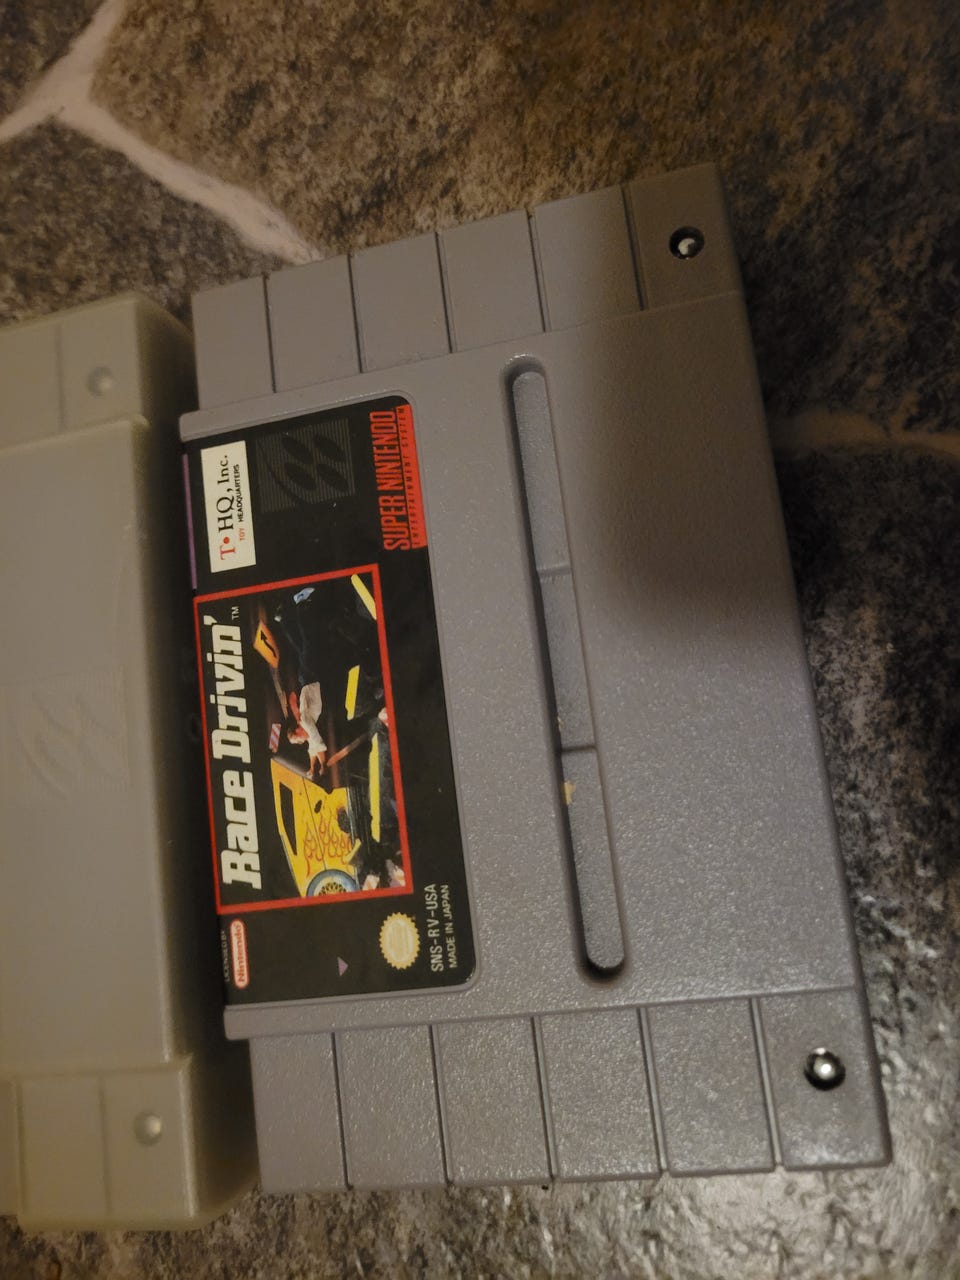 T•HQ, Inc.
TOY HEADQUARTERS
SUPER NINTENDO
ENTERTAINMENT SYSTEM
Race Drivin'™
LICENSED BY
Nintendo®
SNS-RV-USA
MADE IN JAPAN